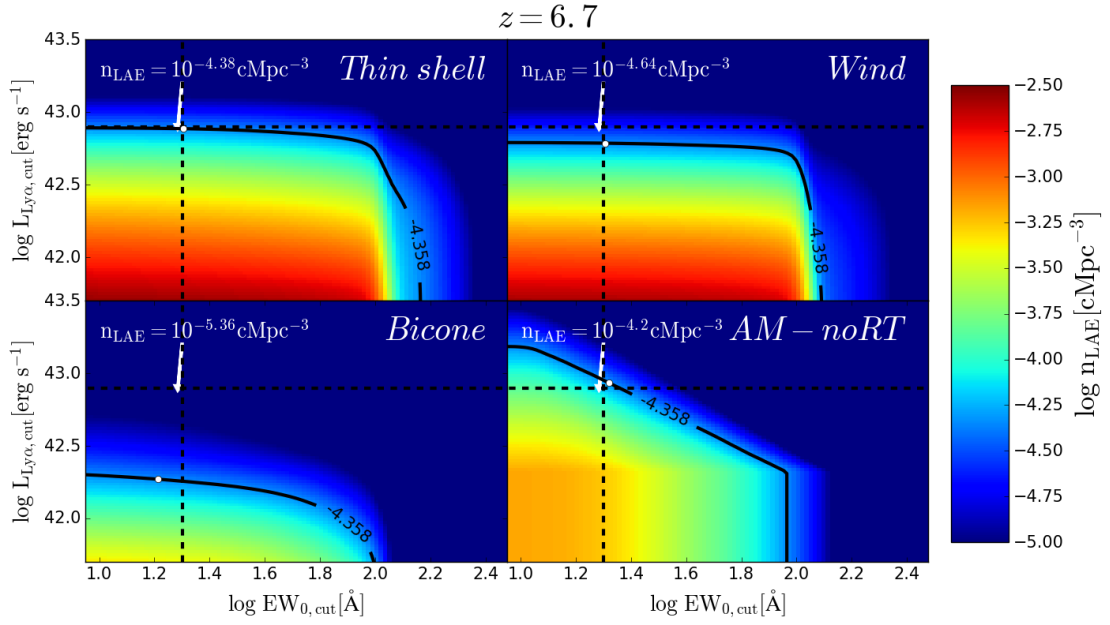 z = 6.7
n_LAE = 10^−4.38 cMpc^−3 Thin shell
n_LAE = 10^−4.64 cMpc^−3 Wind
43.5
43.0
42.5
42.0
43.5
log L_Lyα, cut [erg s^−1]
-4.358
-4.358
n_LAE = 10^−5.36 cMpc^−3 Bicone
n_LAE = 10^−4.2 cMpc^−3 AM − noRT
43.0
42.5
42.0
log L_Lyα, cut [erg s^−1]
-4.358
-4.358
1.0 1.2 1.4 1.6 1.8 2.0 2.2 2.4
1.0 1.2 1.4 1.6 1.8 2.0 2.2 2.4
log EW_0, cut [Å]
log EW_0, cut [Å]
−2.50
−2.75
−3.00
−3.25
−3.50
−3.75
−4.00
−4.25
−4.50
−4.75
−5.00
log n_LAE [cMpc^−3]